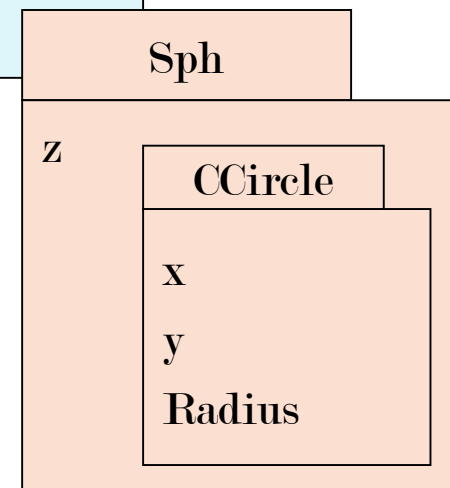 Sph
z
CCircle
x
y
Radius